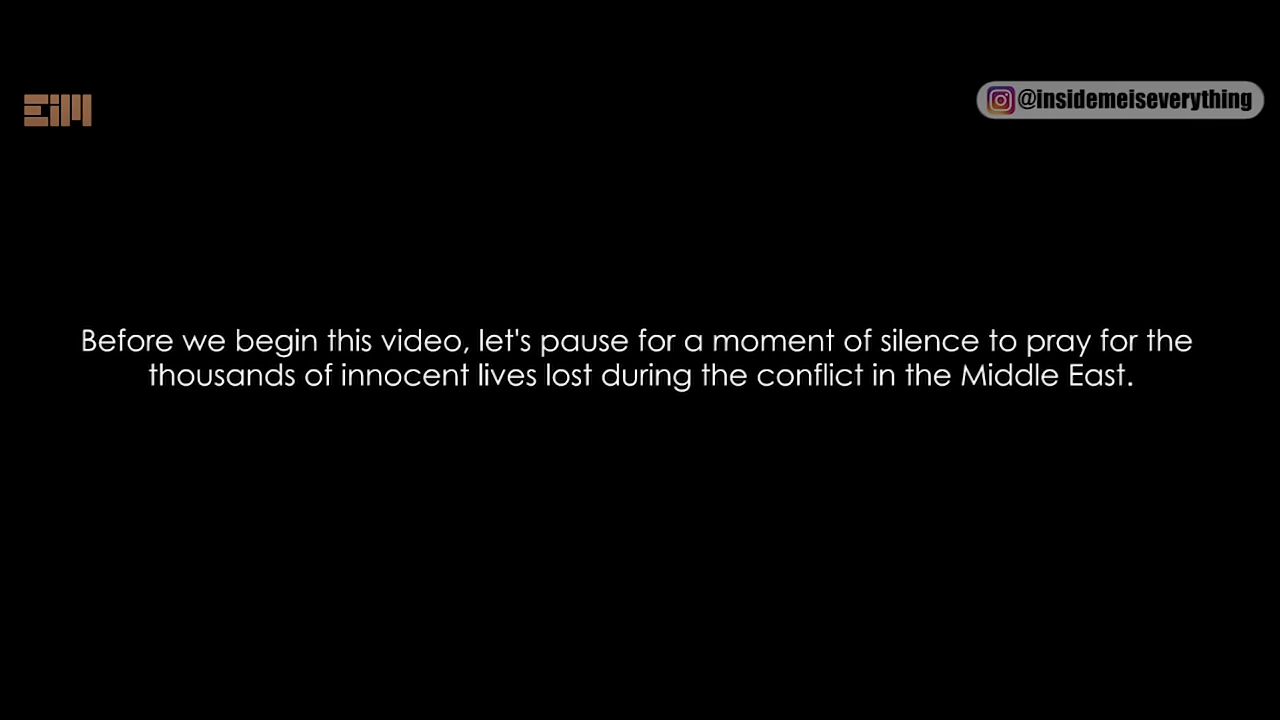 EiM
@insidemeiseverything
Before we begin this video, let's pause for a moment of silence to pray for the
thousands of innocent lives lost during the conflict in the Middle East.